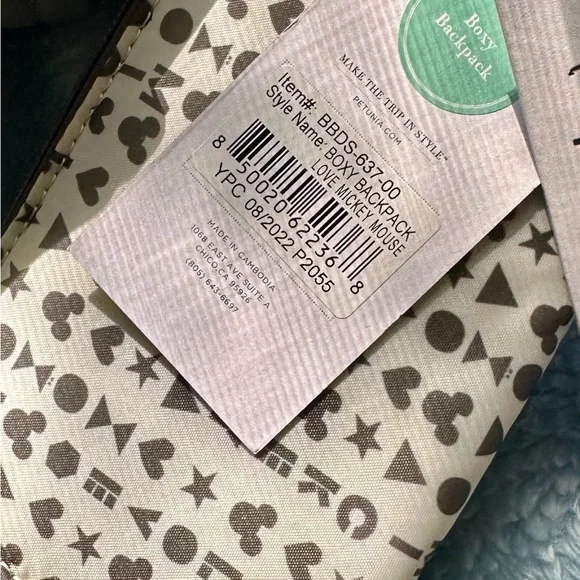 Boxy
Backpack
MAKE THE TRIP IN STYLE™
PETUNIA.COM
Item#: BBDS-637-00
Style Name: BOXY BACKPACK
LOVE MICKEY MOUSE
8 50020 62236 8
YPC 08/2022 P2055
MADE IN CAMBODIA
1068 EAST AVE SUITE A
CHICO, CA 95926
(805) 643-6697